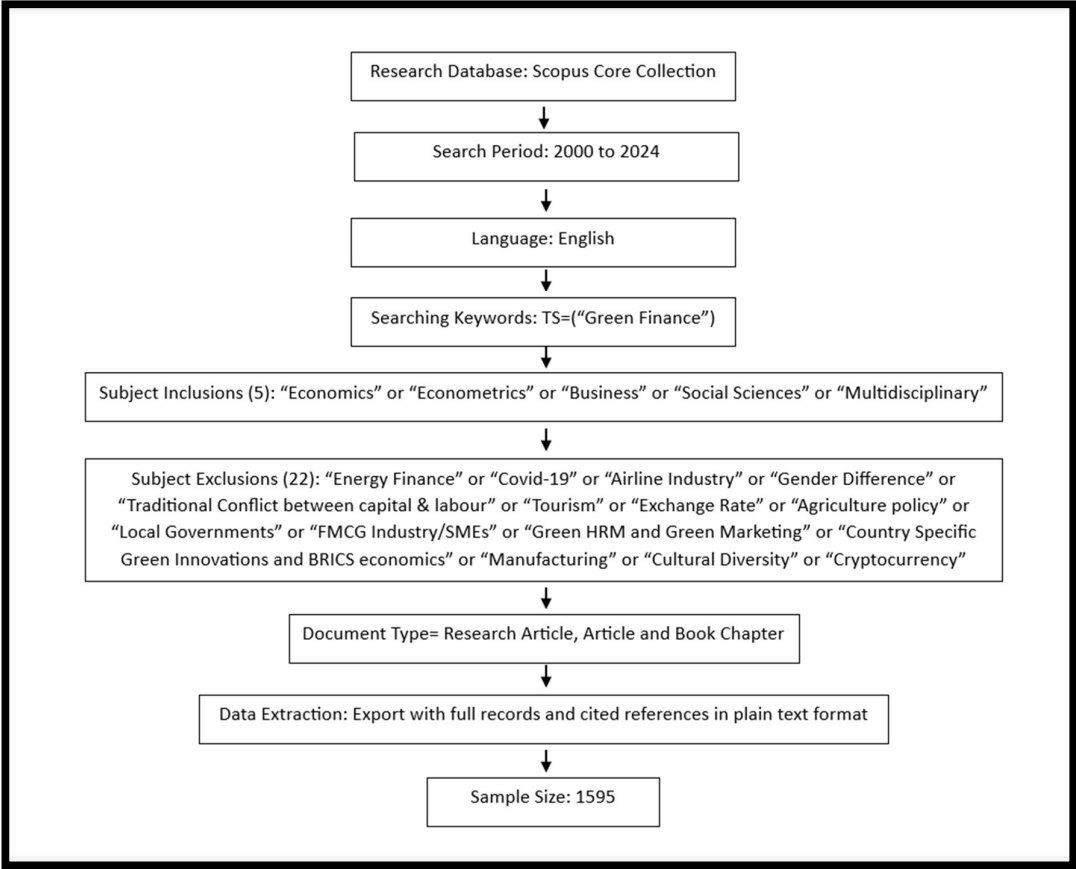 Research Database: Scopus Core Collection
Search Period: 2000 to 2024
Language: English
Searching Keywords: TS=(“Green Finance”)
Subject Inclusions (5): “Economics” or “Econometrics” or “Business” or “Social Sciences” or “Multidisciplinary”
Subject Exclusions (22): “Energy Finance” or “Covid-19” or “Airline Industry” or “Gender Difference” or
“Traditional Conflict between capital & labour” or “Tourism” or “Exchange Rate” or “Agriculture policy” or
“Local Governments” or “FMCG Industry/SMEs” or “Green HRM and Green Marketing” or “Country Specific
Green Innovations and BRICS economics” or “Manufacturing” or “Cultural Diversity” or “Cryptocurrency”
Document Type= Research Article, Article and Book Chapter
Data Extraction: Export with full records and cited references in plain text format
Sample Size: 1595